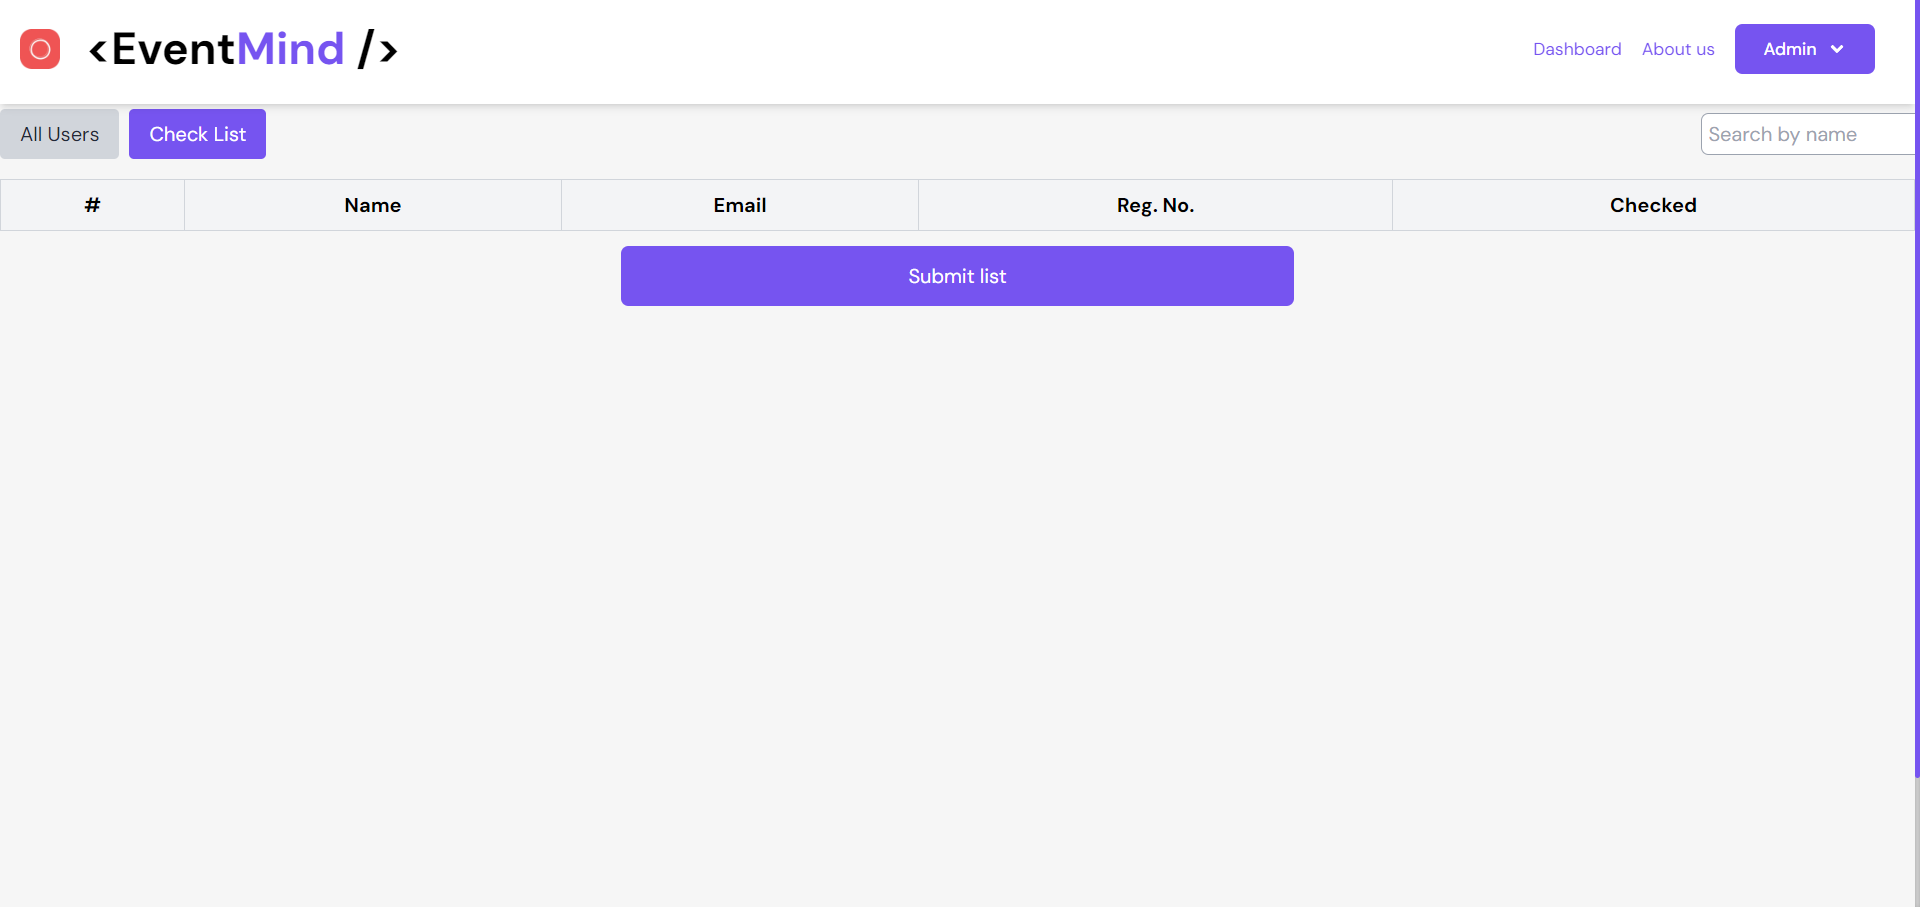 <EventMind />
Dashboard About us Admin
All Users Check List Search by name
# Name Email Reg. No. Checked
Submit list